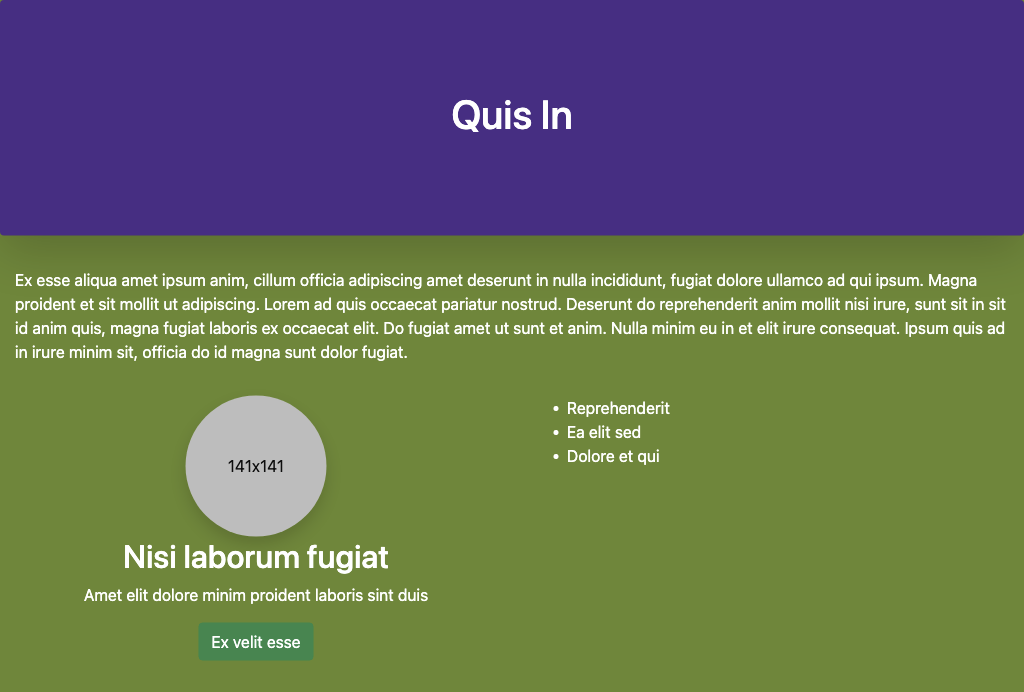 Quis In
Ex esse aliqua amet ipsum anim, cillum officia adipiscing amet deserunt in nulla incididunt, fugiat dolore ullamco ad qui ipsum. Magna
proident et sit mollit ut adipiscing. Lorem ad quis occaecat pariatur nostrud. Deserunt do reprehenderit anim mollit nisi irure, sunt sit in sit
id anim quis, magna fugiat laboris ex occaecat elit. Do fugiat amet ut sunt et anim. Nulla minim eu in et elit irure consequat. Ipsum quis ad
in irure minim sit, officia do id magna sunt dolor fugiat.
141x141
Nisi laborum fugiat
Amet elit dolore minim proident laboris sint duis
Ex velit esse
• Reprehenderit
• Ea elit sed
• Dolore et qui